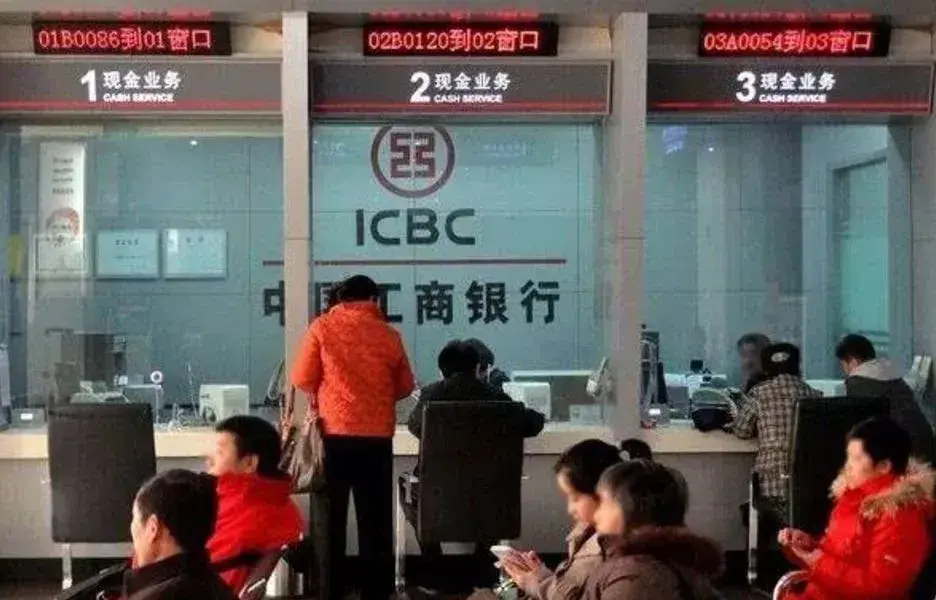 01B0086到01窗口
02B0120到02窗口
03A0054到03窗口
1 现金业务
CASH SERVICE
2 现金业务
CASH SERVICE
3 现金业务
CASH SERVICE
ICBC
中国工商银行